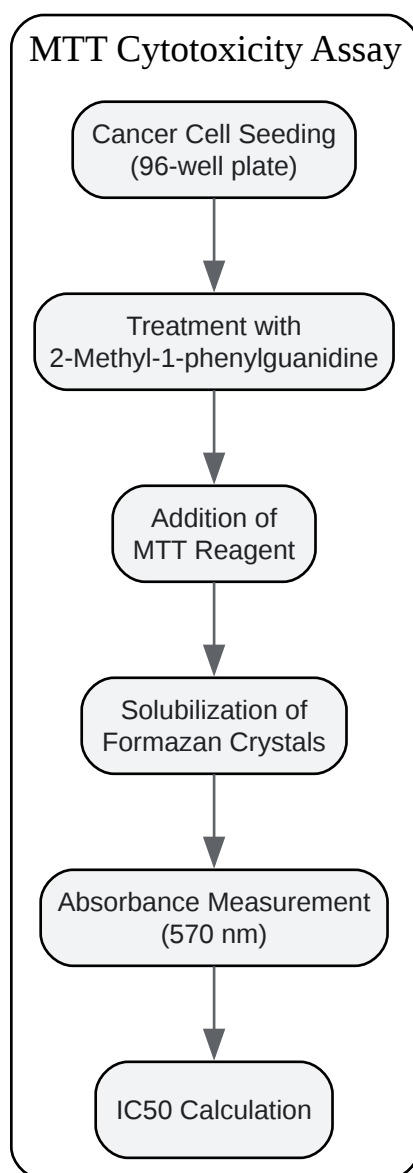 MTT Cytotoxicity Assay
Cancer Cell Seeding
(96-well plate)
Treatment with
2-Methyl-1-phenylguanidine
Addition of
MTT Reagent
Solubilization of
Formazan Crystals
Absorbance Measurement
(570 nm)
IC50 Calculation